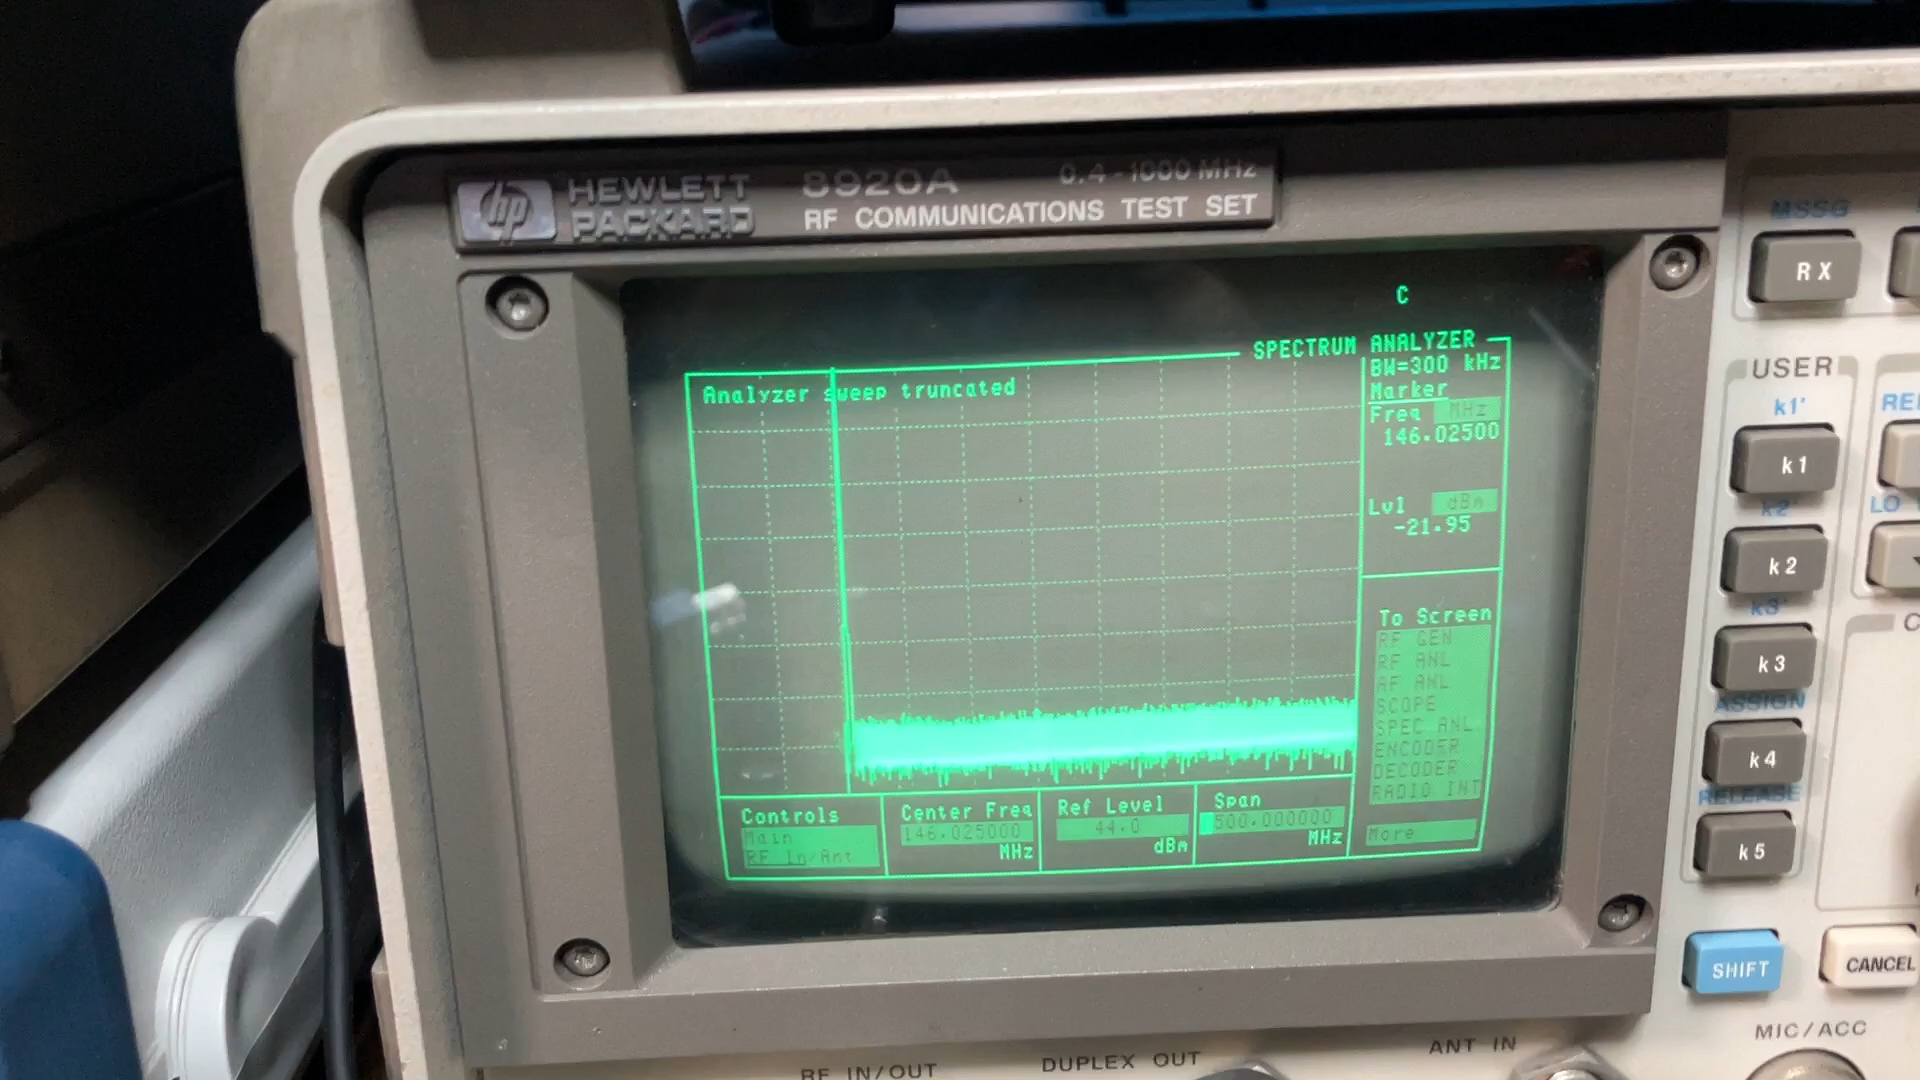 hp HEWLETT PACKARD
8920A 0.4-1000 MHz
RF COMMUNICATIONS TEST SET
C
SPECTRUM ANALYZER
Analyzer sweep truncated
BW=300 kHz
Marker
Freq MHz
146.02500
Lvl dBm
-21.95
To Screen
RF GEN
RF ANL
AF ANL
SCOPE
SPEC ANL
ENCODER
DECODER
RADIO INT
More
Controls
Main
RF In/Ant
Center Freq
146.025000
MHz
Ref Level
44.0
dBm
Span
500.000000
MHz
MSSG
RX
USER
k1'
k1
k2'
k2
k3'
k3
ASSIGN
k4
RELEASE
k5
LO
SHIFT
CANCEL
MIC/ACC
RF IN/OUT
DUPLEX OUT
ANT IN